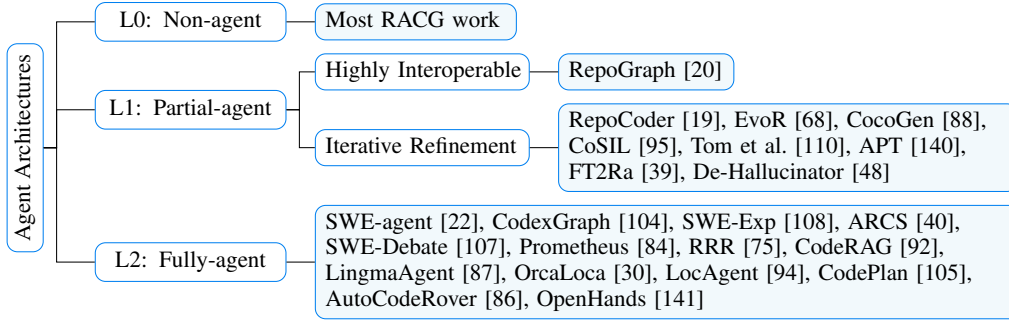 Agent Architectures
L0: Non-agent
Most RACG work
L1: Partial-agent
Highly Interoperable
RepoGraph [20]
Iterative Refinement
RepoCoder [19], EvoR [68], CocoGen [88],
CoSIL [95], Tom et al. [110], APT [140],
FT2Ra [39], De-Hallucinator [48]
L2: Fully-agent
SWE-agent [22], CodexGraph [104], SWE-Exp [108], ARCS [40],
SWE-Debate [107], Prometheus [84], RRR [75], CodeRAG [92],
LingmaAgent [87], OrcaLoca [30], LocAgent [94], CodePlan [105],
AutoCodeRover [86], OpenHands [141]